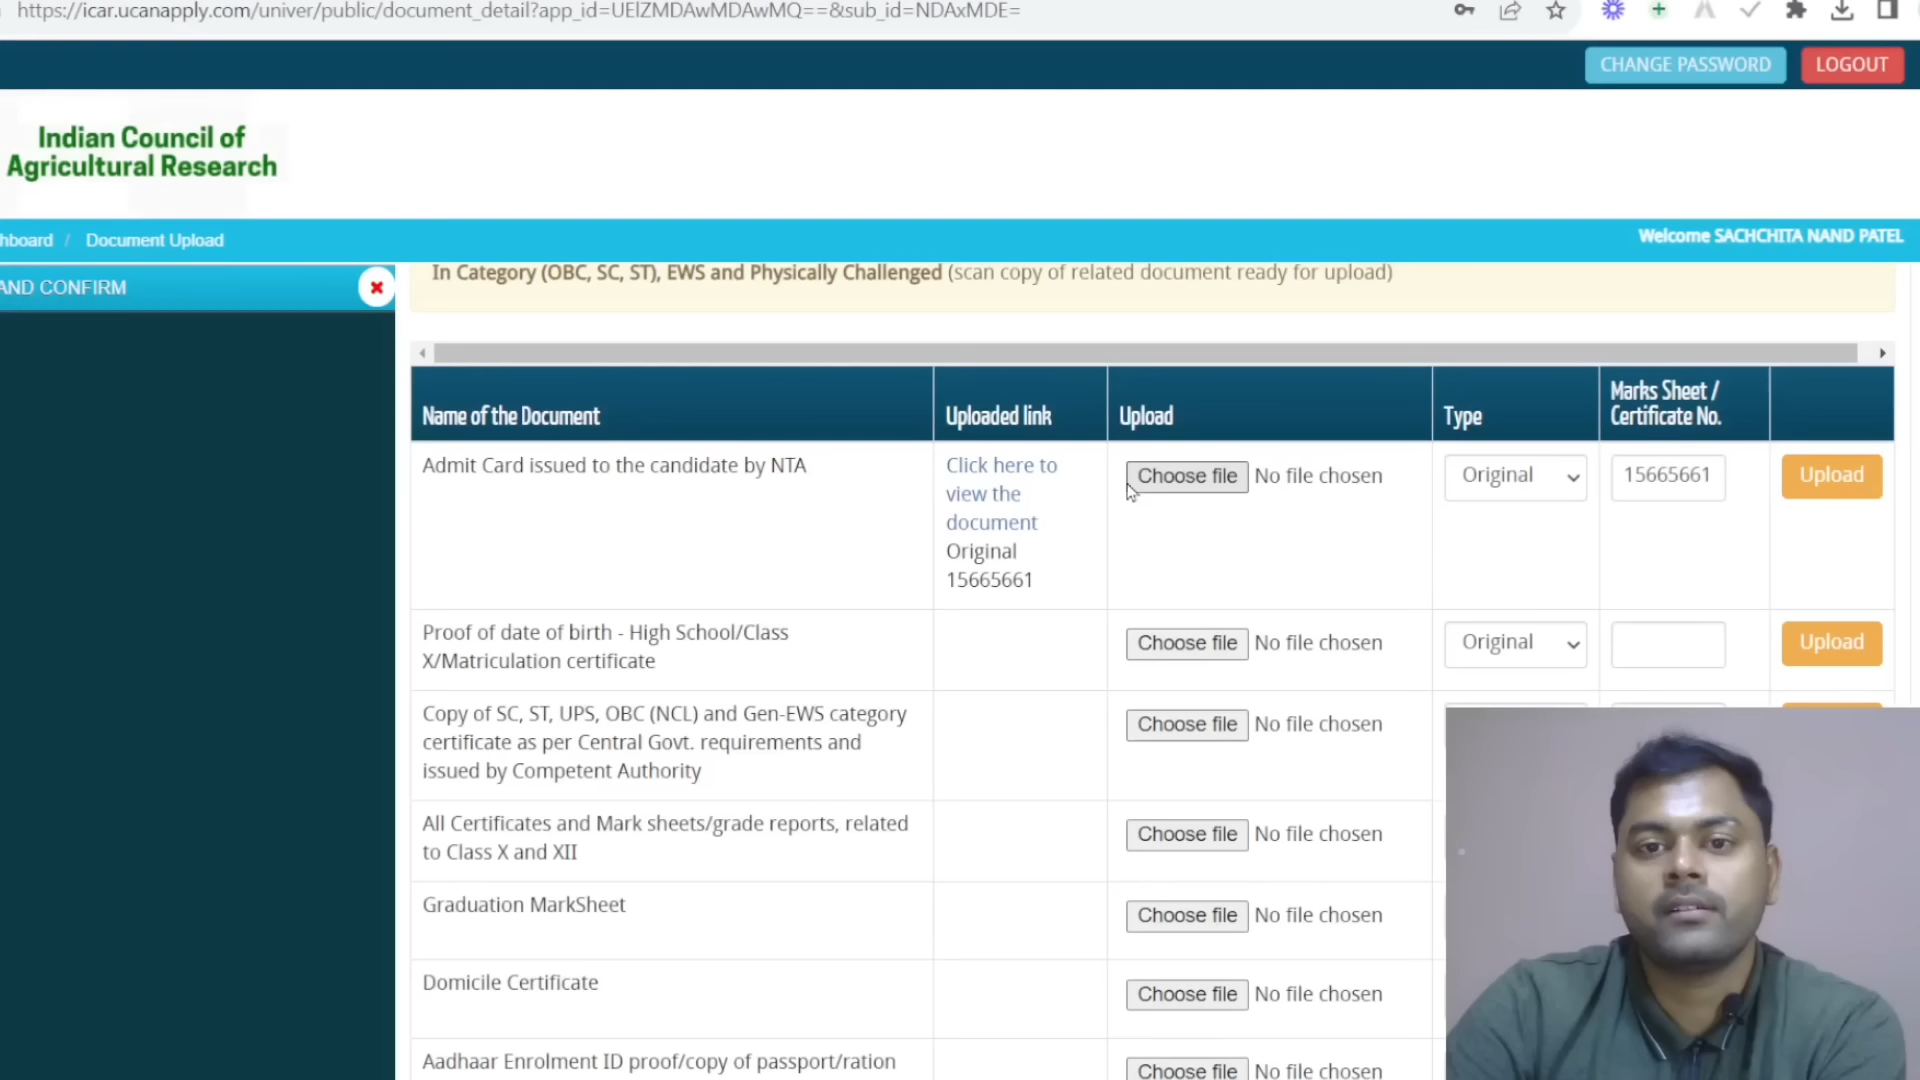 https://icar.ucanapply.com/univer/public/document_detail?app_id=UElZMDAwMDAwMQ==&sub_id=NDAxMDE=
CHANGE PASSWORD
LOGOUT
Indian Council of
Agricultural Research
hboard / Document Upload
Welcome SACHCHITA NAND PATEL
AND CONFIRM
In Category (OBC, SC, ST), EWS and Physically Challenged (scan copy of related document ready for upload)
Name of the Document
Uploaded link
Upload
Type
Marks Sheet /
Certificate No.
Admit Card issued to the candidate by NTA
Click here to
view the
document
Original
15665661
Choose file No file chosen
Original
15665661
Upload
Proof of date of birth - High School/Class
X/Matriculation certificate
Choose file No file chosen
Original
Upload
Copy of SC, ST, UPS, OBC (NCL) and Gen-EWS category
certificate as per Central Govt. requirements and
issued by Competent Authority
Choose file No file chosen
All Certificates and Mark sheets/grade reports, related
to Class X and XII
Choose file No file chosen
Graduation MarkSheet
Choose file No file chosen
Domicile Certificate
Choose file No file chosen
Aadhaar Enrolment ID proof/copy of passport/ration
Choose file No file chosen